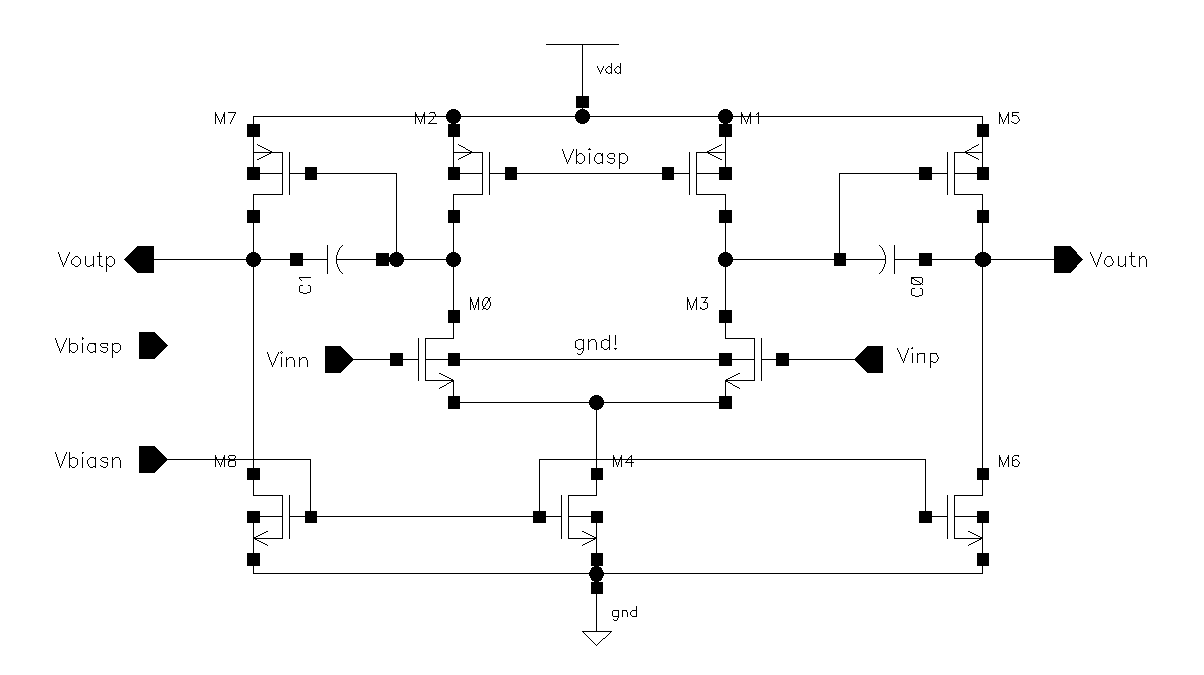 vdd
M7 M2 M1 M5
Vbiasp
Voutp Voutn
C1 C0
M0 M3
gnd!
Vbiasp Vinn Vinp
Vbiasn M8 M4 M6
gnd